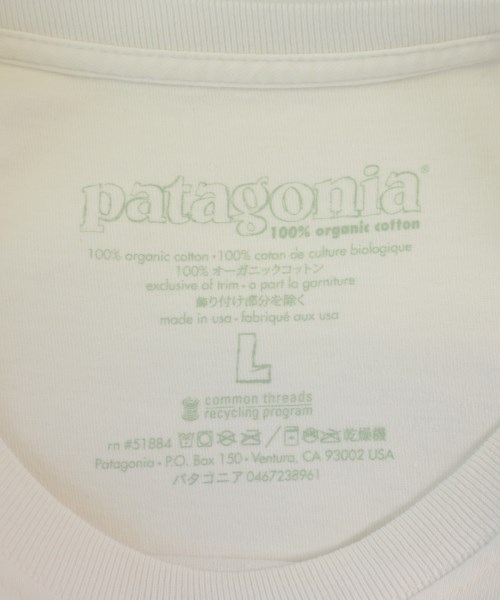 patagonia®
100% organic cotton
100% organic cotton • 100% coton de culture biologique
100% オーガニックコットン
exclusive of trim • a part la garniture
飾り付け部分を除く
made in usa • fabriqué aux usa
L
common threads
recycling program
rn #51884 乾燥機
Patagonia • P.O. Box 150 • Ventura, CA 93002 USA
パタゴニア 0467238961